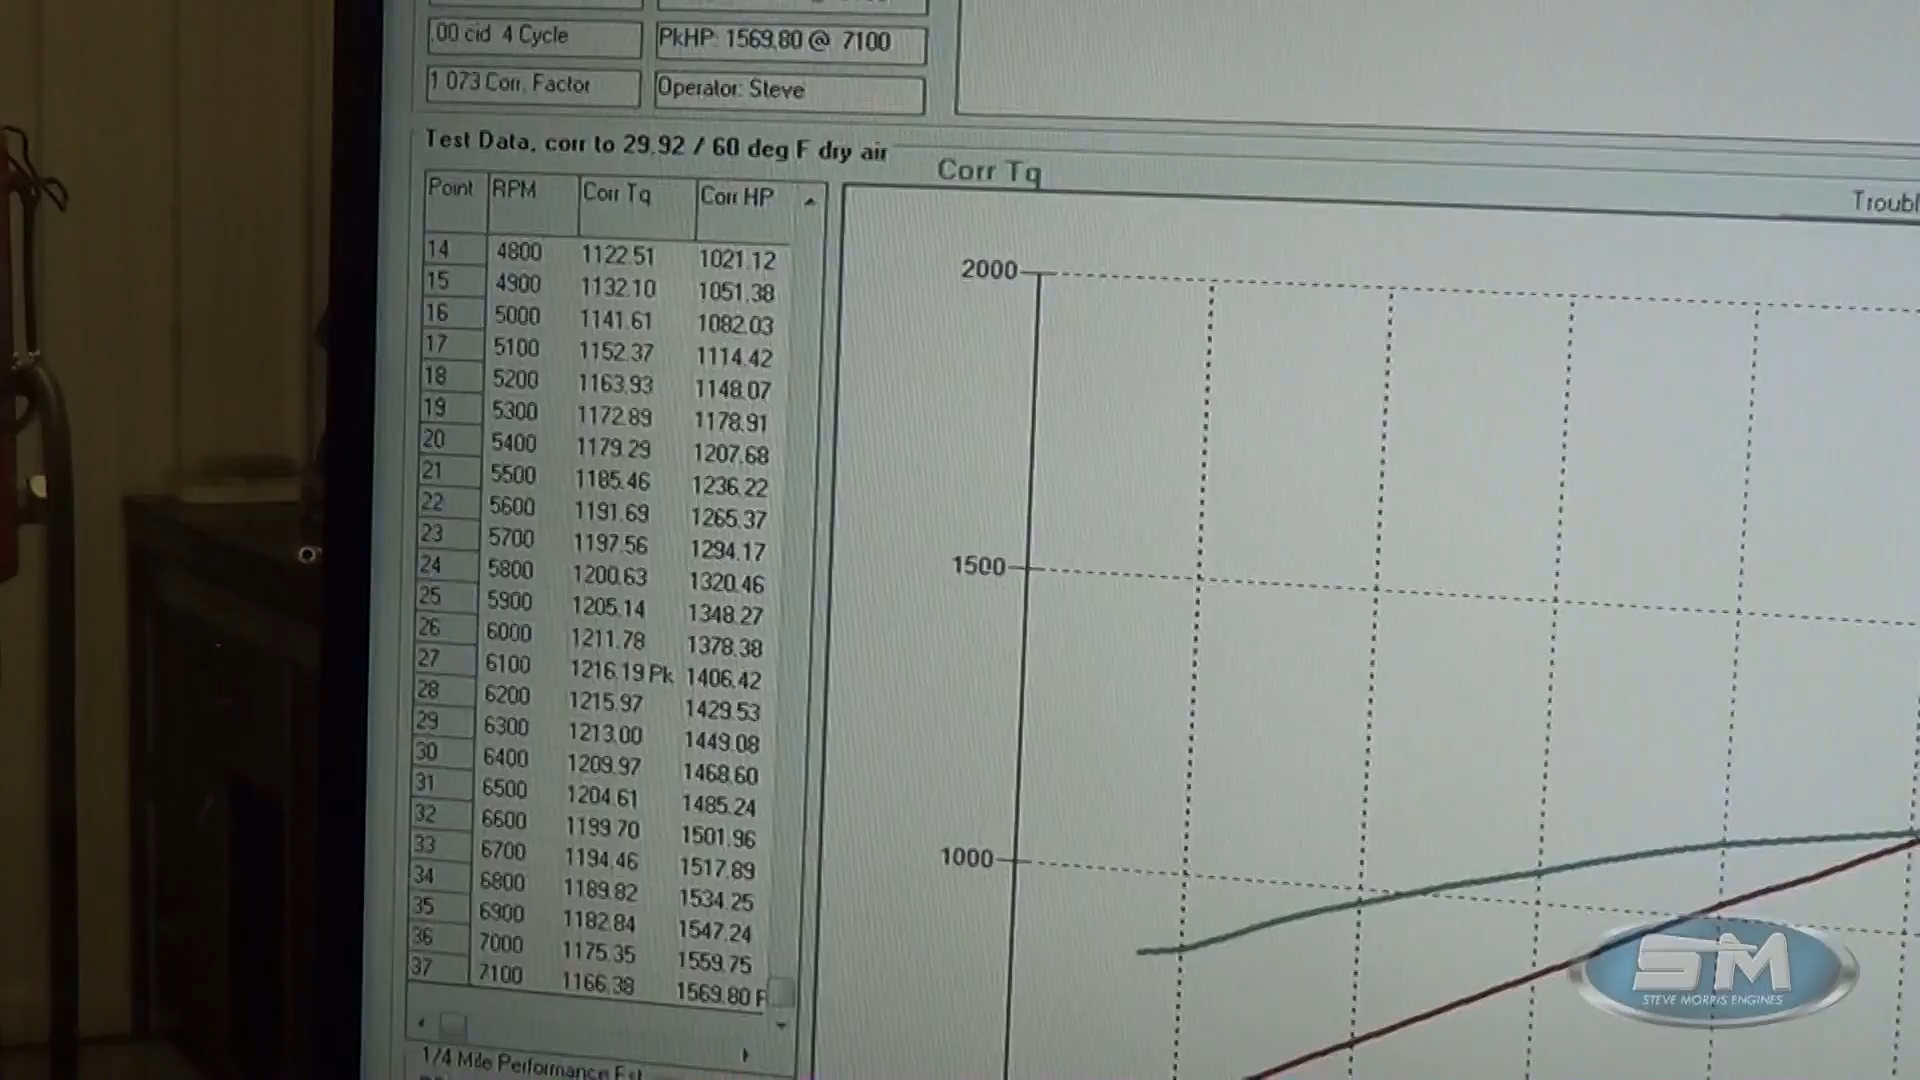 .00 cid 4 Cycle
PkHP: 1569.80 @ 7100
1.073 Corr. Factor
Operator: Steve
Test Data, corr to 29.92 / 60 deg F dry air
Corr Tq
Troubl
Point RPM Corr Tq Corr HP
14 4800 1122.51 1021.12
15 4900 1132.10 1051.38
16 5000 1141.61 1082.03
17 5100 1152.37 1114.42
18 5200 1163.93 1148.07
19 5300 1172.89 1178.91
20 5400 1179.29 1207.68
21 5500 1185.46 1236.22
22 5600 1191.69 1265.37
23 5700 1197.56 1294.17
24 5800 1200.63 1320.46
25 5900 1205.14 1348.27
26 6000 1211.78 1378.38
27 6100 1216.19 Pk 1406.42
28 6200 1215.97 1429.53
29 6300 1213.00 1449.08
30 6400 1209.97 1468.60
31 6500 1204.61 1485.24
32 6600 1199.70 1501.96
33 6700 1194.46 1517.89
34 6800 1189.82 1534.25
35 6900 1182.84 1547.24
36 7000 1175.35 1559.75
37 7100 1166.38 1569.80 P
2000
1500
1000
1/4 Mile Performance Est
SM
STEVE MORRIS ENGINES